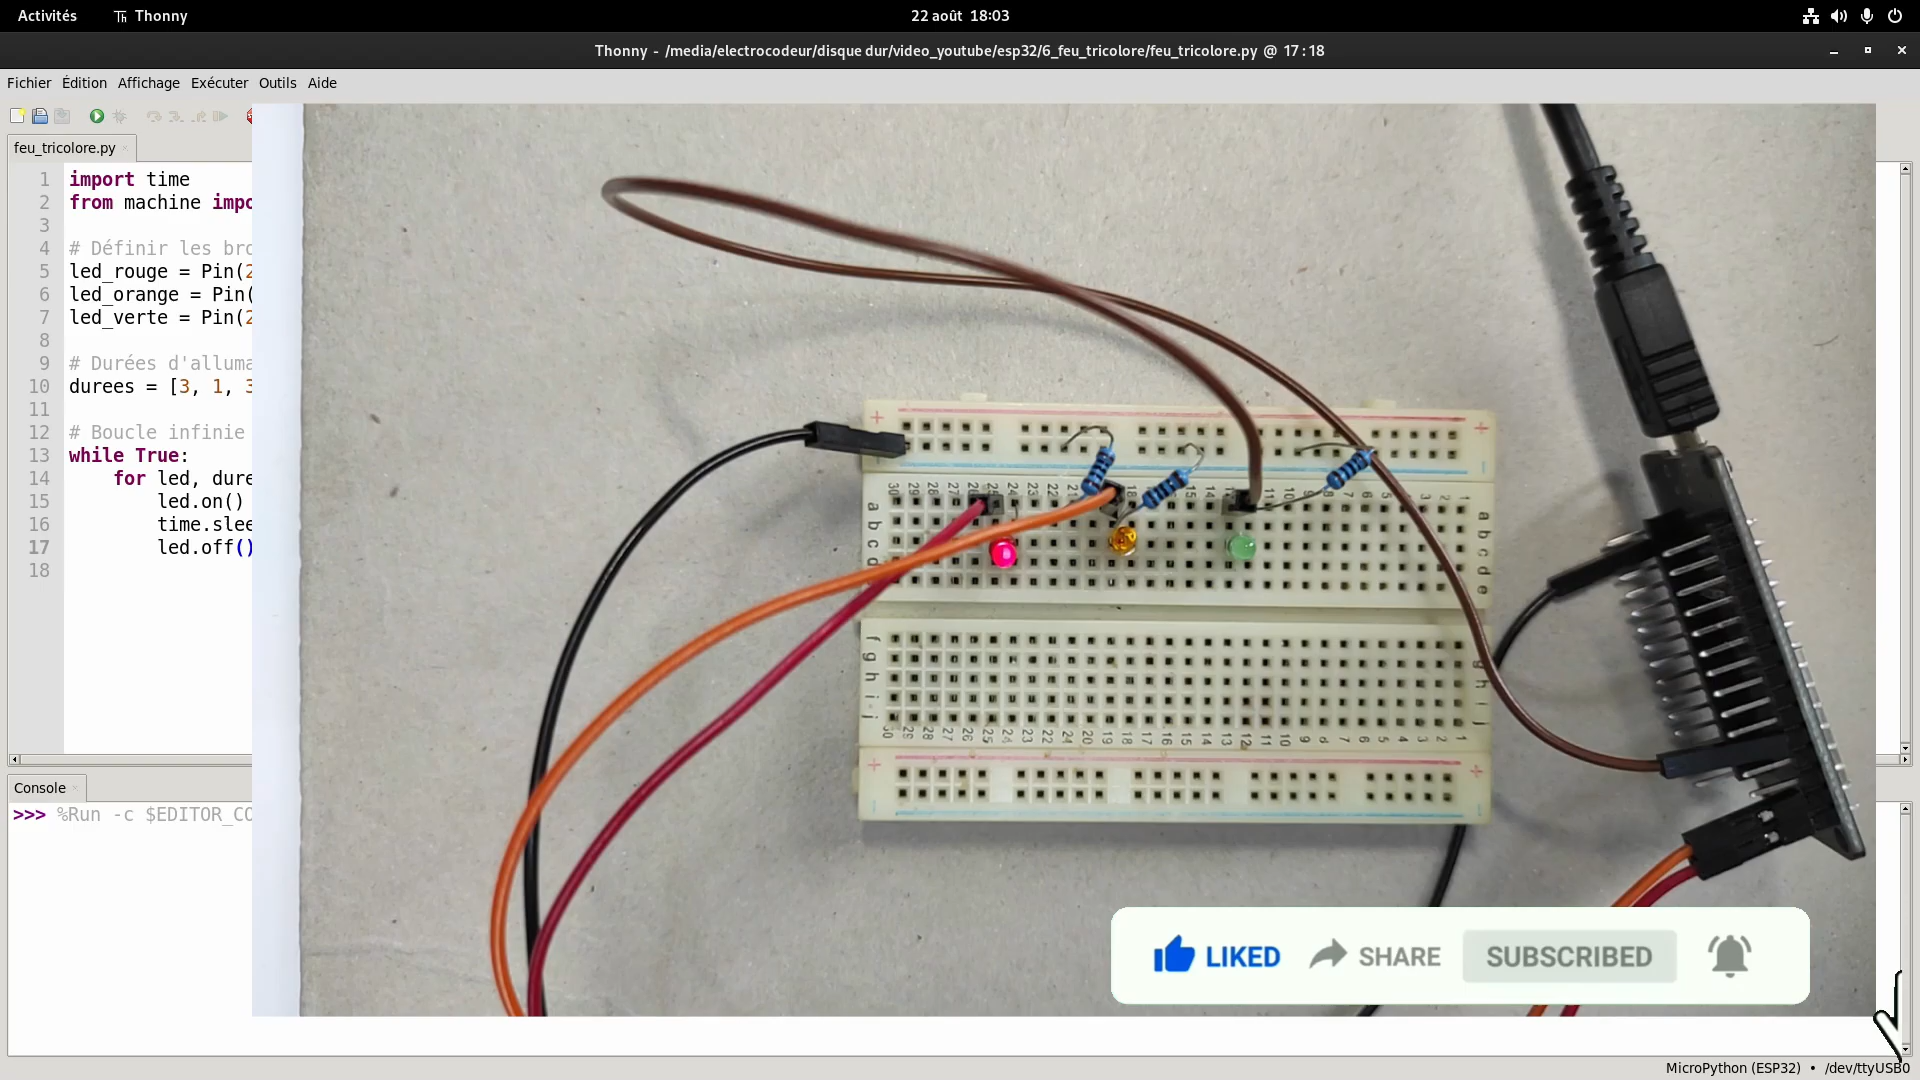 Activités Thonny 22 août 18:03
Thonny - /media/electrocodeur/disque dur/video_youtube/esp32/6_feu_tricolore/feu_tricolore.py @ 17 : 18
Fichier Édition Affichage Exécuter Outils Aide
feu_tricolore.py
1 import time
2 from machine impo
3
4 # Définir les bro
5 led_rouge = Pin(2
6 led_orange = Pin(
7 led_verte = Pin(2
8
9 # Durées d'alluma
10 durees = [3, 1, 3
11
12 # Boucle infinie
13 while True:
14 for led, dure
15 led.on()
16 time.slee
17 led.off()
18
Console
>>> %Run -c $EDITOR_CO
a b c d e
f g h i j
LIKED SHARE SUBSCRIBED
MicroPython (ESP32) • /dev/ttyUSB0